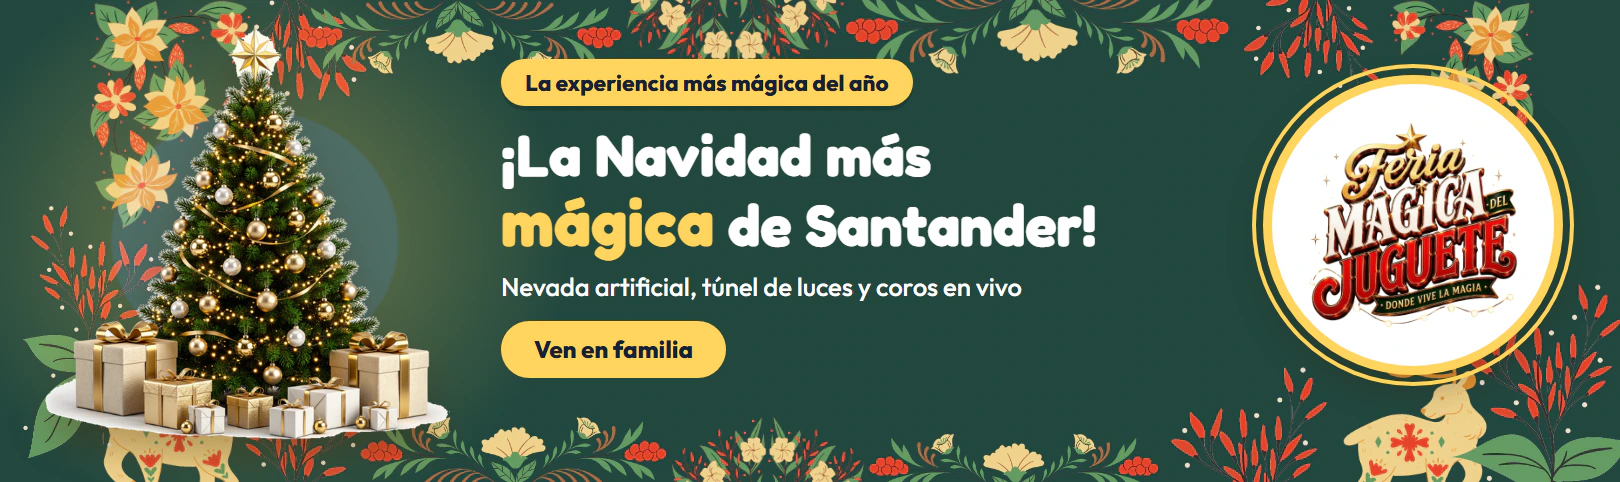 La experiencia más mágica del año
¡La Navidad más
mágica de Santander!
Nevada artificial, túnel de luces y coros en vivo
Ven en familia
Feria
MÁGICA DEL
JUGUETE
DONDE VIVE LA MAGIA